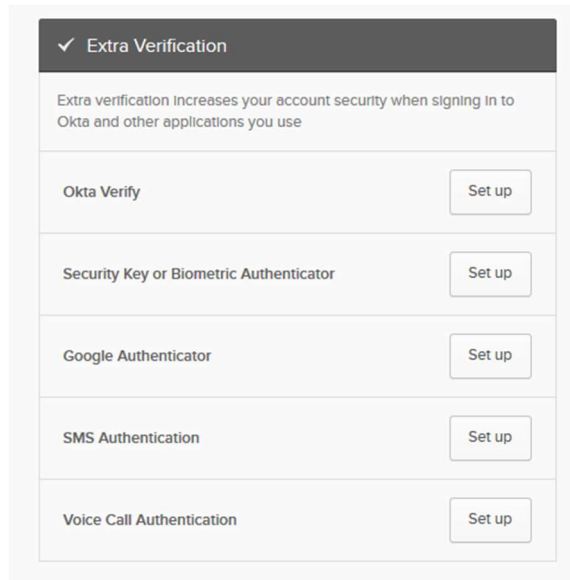 Extra Verification
Extra verification increases your account security when signing in to
Okta and other applications you use
Okta Verify
Set up
Security Key or Biometric Authenticator
Set up
Google Authenticator
Set up
SMS Authentication
Set up
Voice Call Authentication
Set up